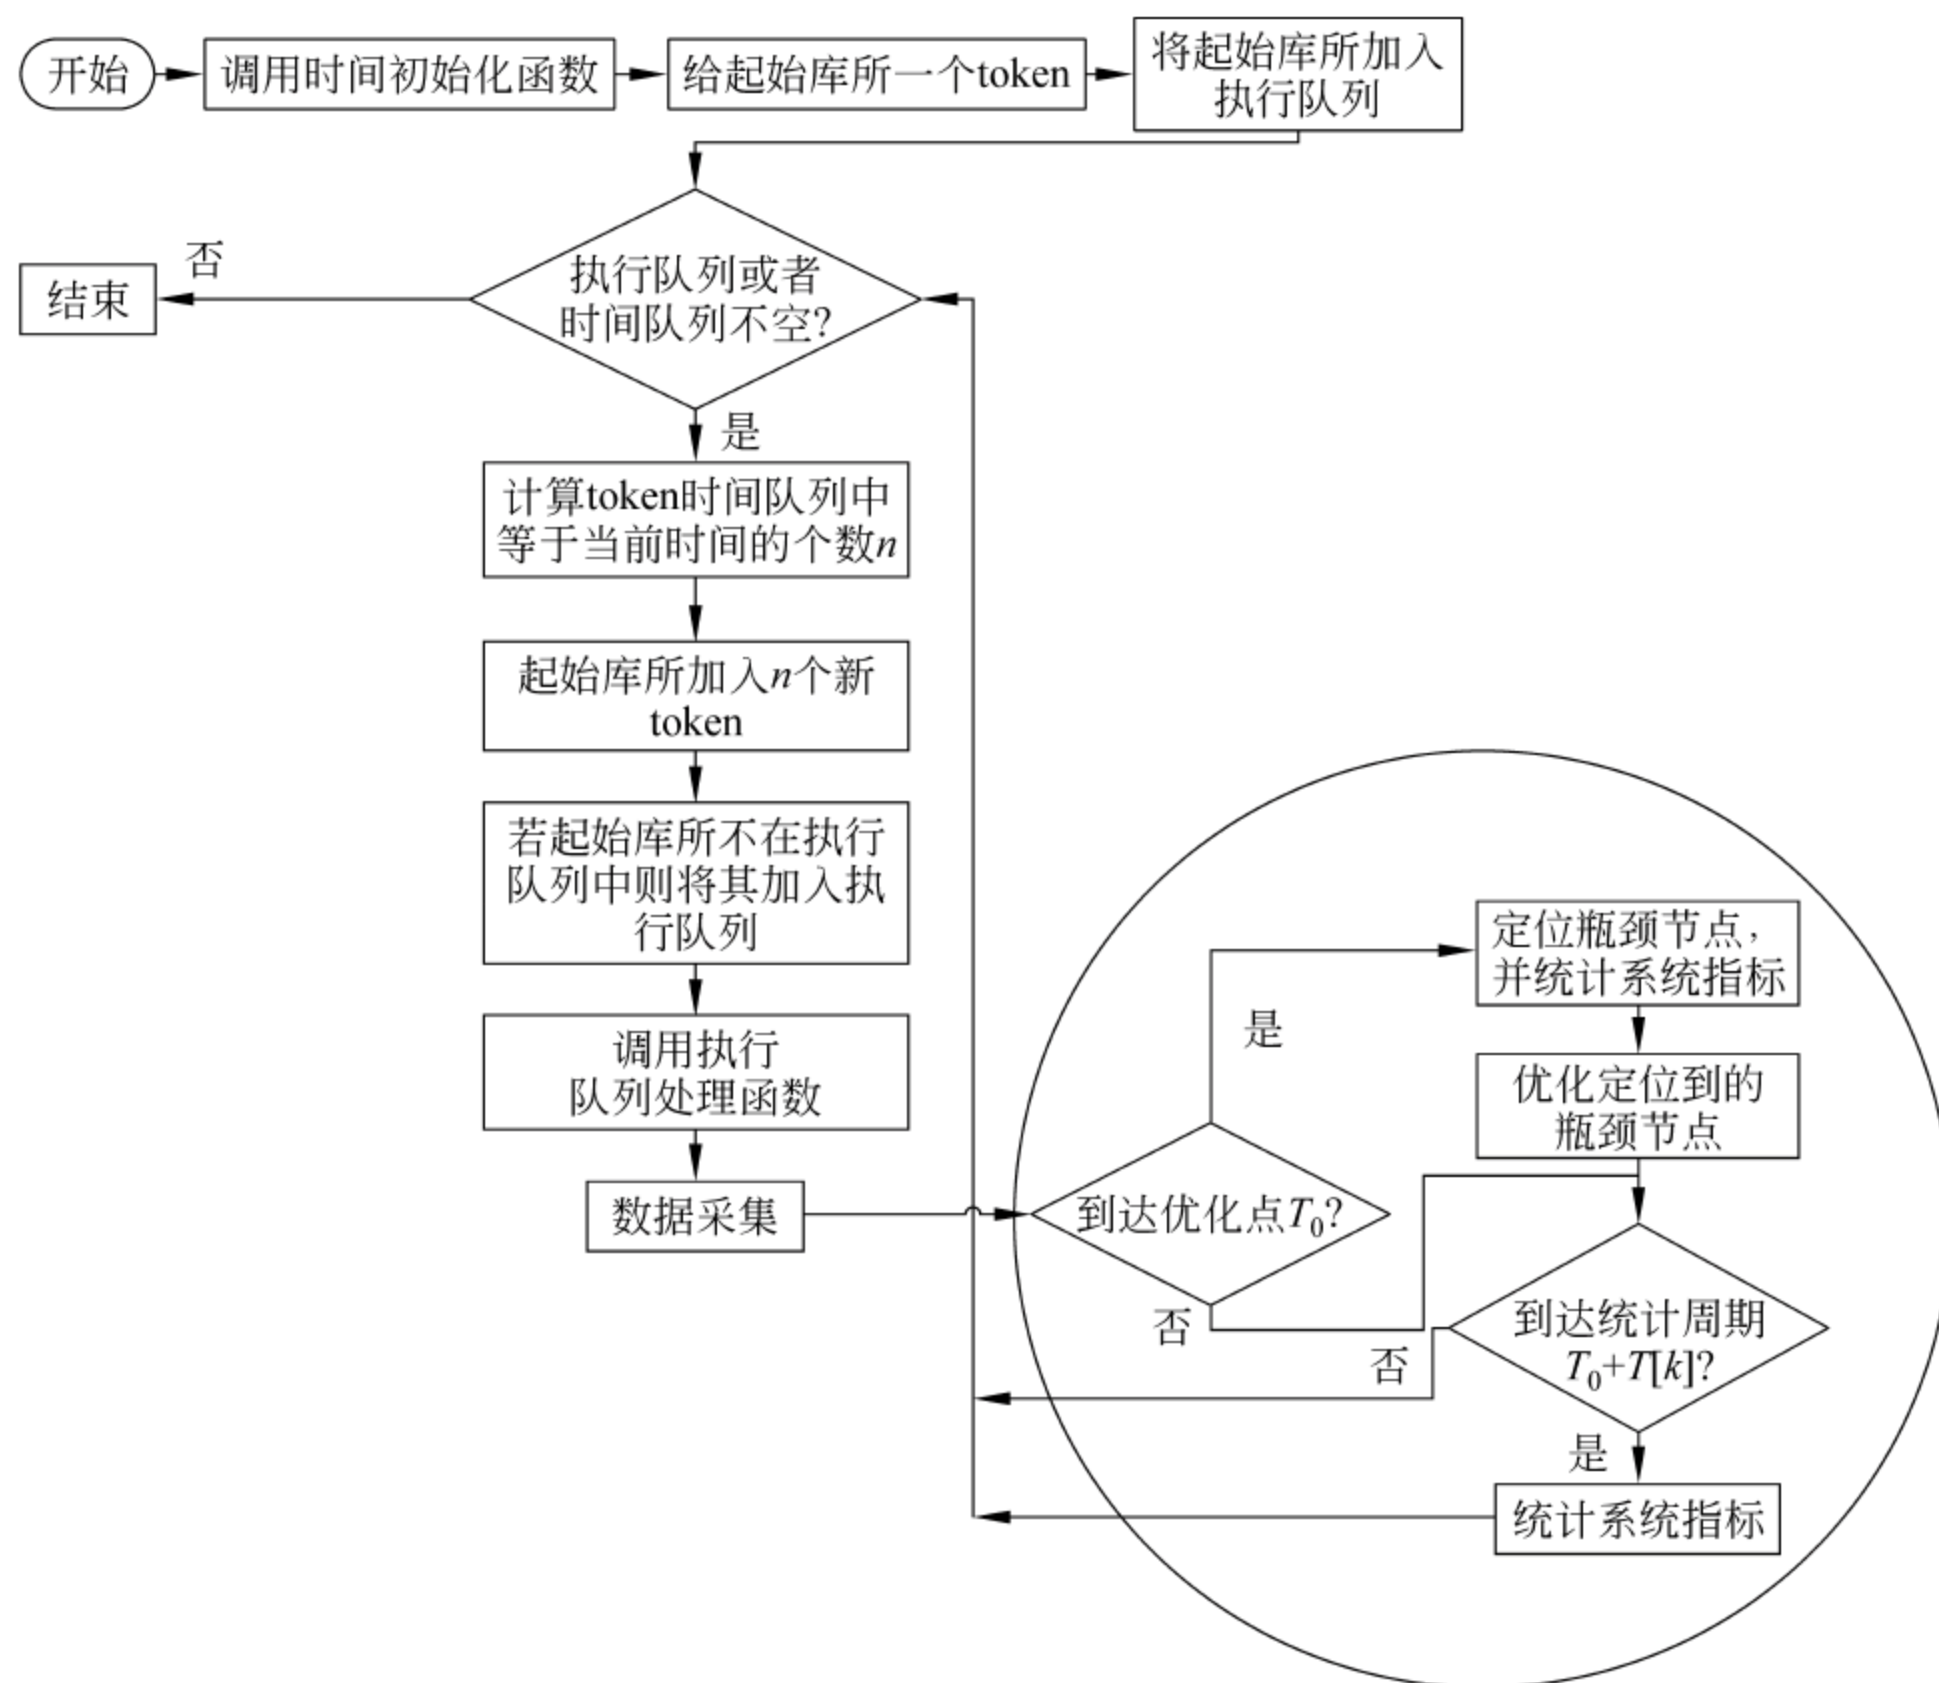 开始
调用时间初始化函数
给起始库所一个token
将起始库所加入
执行队列
执行队列或者
时间队列不空?
否
结束
是
计算token时间队列中
等于当前时间的个数n
起始库所加入n个新
token
若起始库所不在执行
队列中则将其加入执
行队列
调用执行
队列处理函数
数据采集
到达优化点T₀?
是
定位瓶颈节点，
并统计系统指标
优化定位到的
瓶颈节点
否
到达统计周期
T₀+T[k]?
否
是
统计系统指标